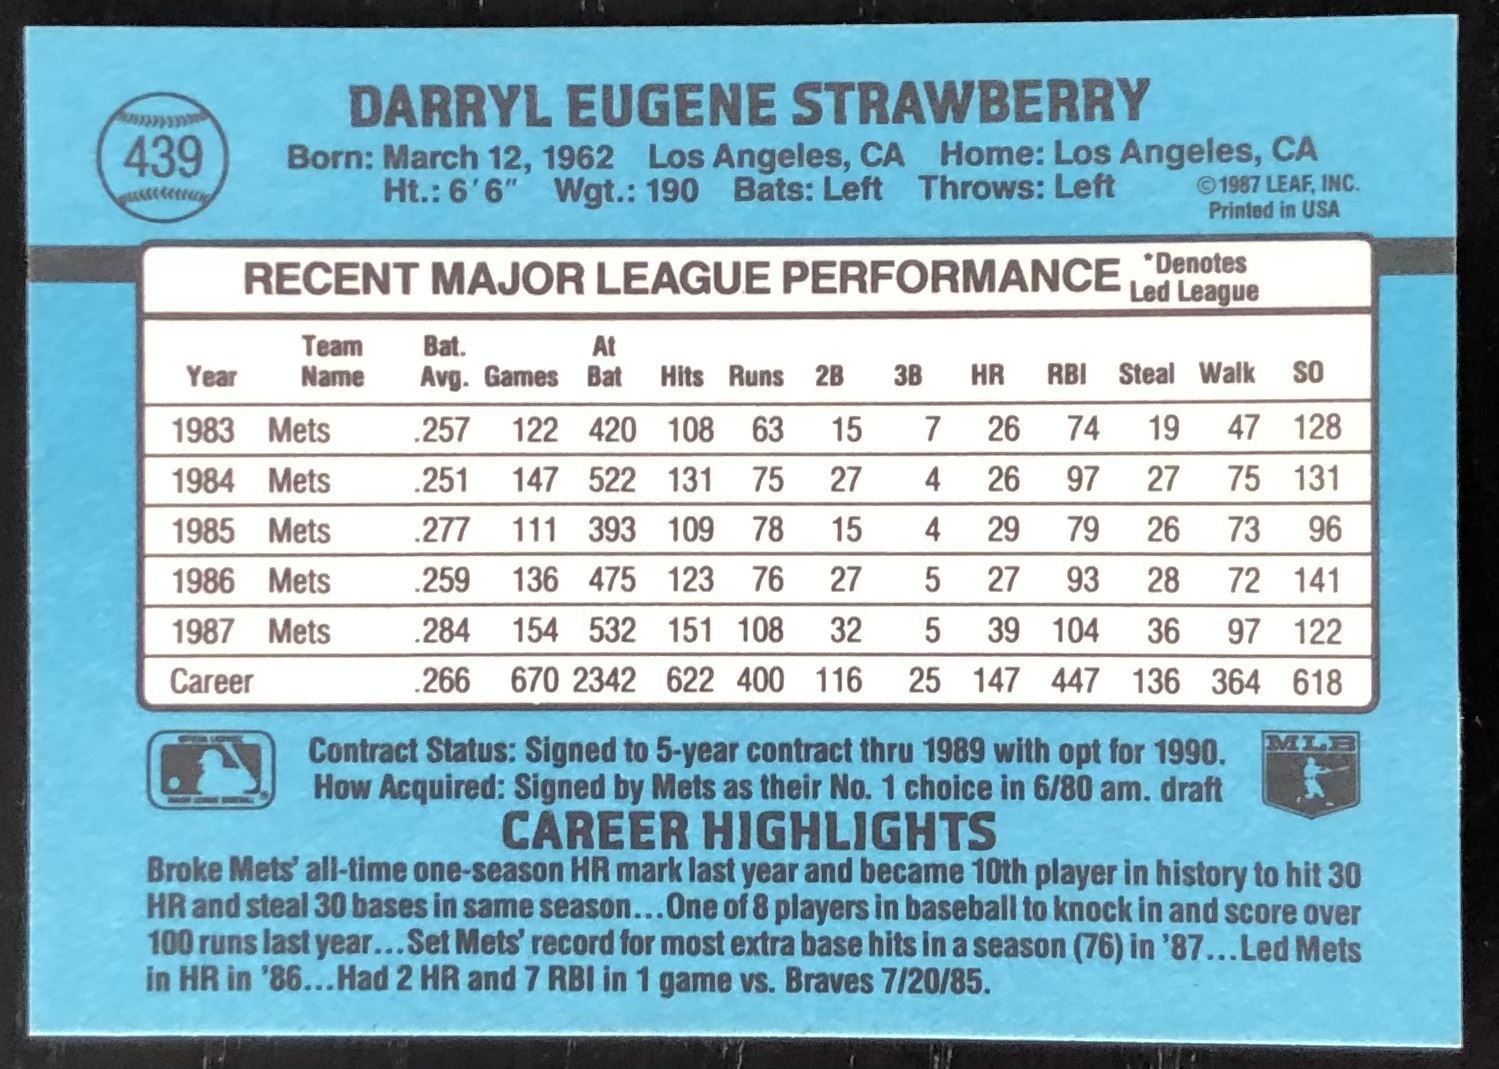 439
DARRYL EUGENE STRAWBERRY
Born: March 12, 1962 Los Angeles, CA Home: Los Angeles, CA
Ht.: 6'6" Wgt.: 190 Bats: Left Throws: Left
©1987 LEAF, INC.
Printed in USA
RECENT MAJOR LEAGUE PERFORMANCE
*Denotes
Led League
Year Team Name Bat. Avg. Games At Bat Hits Runs 2B 3B HR RBI Steal Walk SO
1983 Mets .257 122 420 108 63 15 7 26 74 19 47 128
1984 Mets .251 147 522 131 75 27 4 26 97 27 75 131
1985 Mets .277 111 393 109 78 15 4 29 79 26 73 96
1986 Mets .259 136 475 123 76 27 5 27 93 28 72 141
1987 Mets .284 154 532 151 108 32 5 39 104 36 97 122
Career .266 670 2342 622 400 116 25 147 447 136 364 618
Contract Status: Signed to 5-year contract thru 1989 with opt for 1990.
How Acquired: Signed by Mets as their No. 1 choice in 6/80 am. draft
MLB
CAREER HIGHLIGHTS
Broke Mets' all-time one-season HR mark last year and became 10th player in history to hit 30
HR and steal 30 bases in same season...One of 8 players in baseball to knock in and score over
100 runs last year...Set Mets' record for most extra base hits in a season (76) in '87...Led Mets
in HR in '86...Had 2 HR and 7 RBI in 1 game vs. Braves 7/20/85.